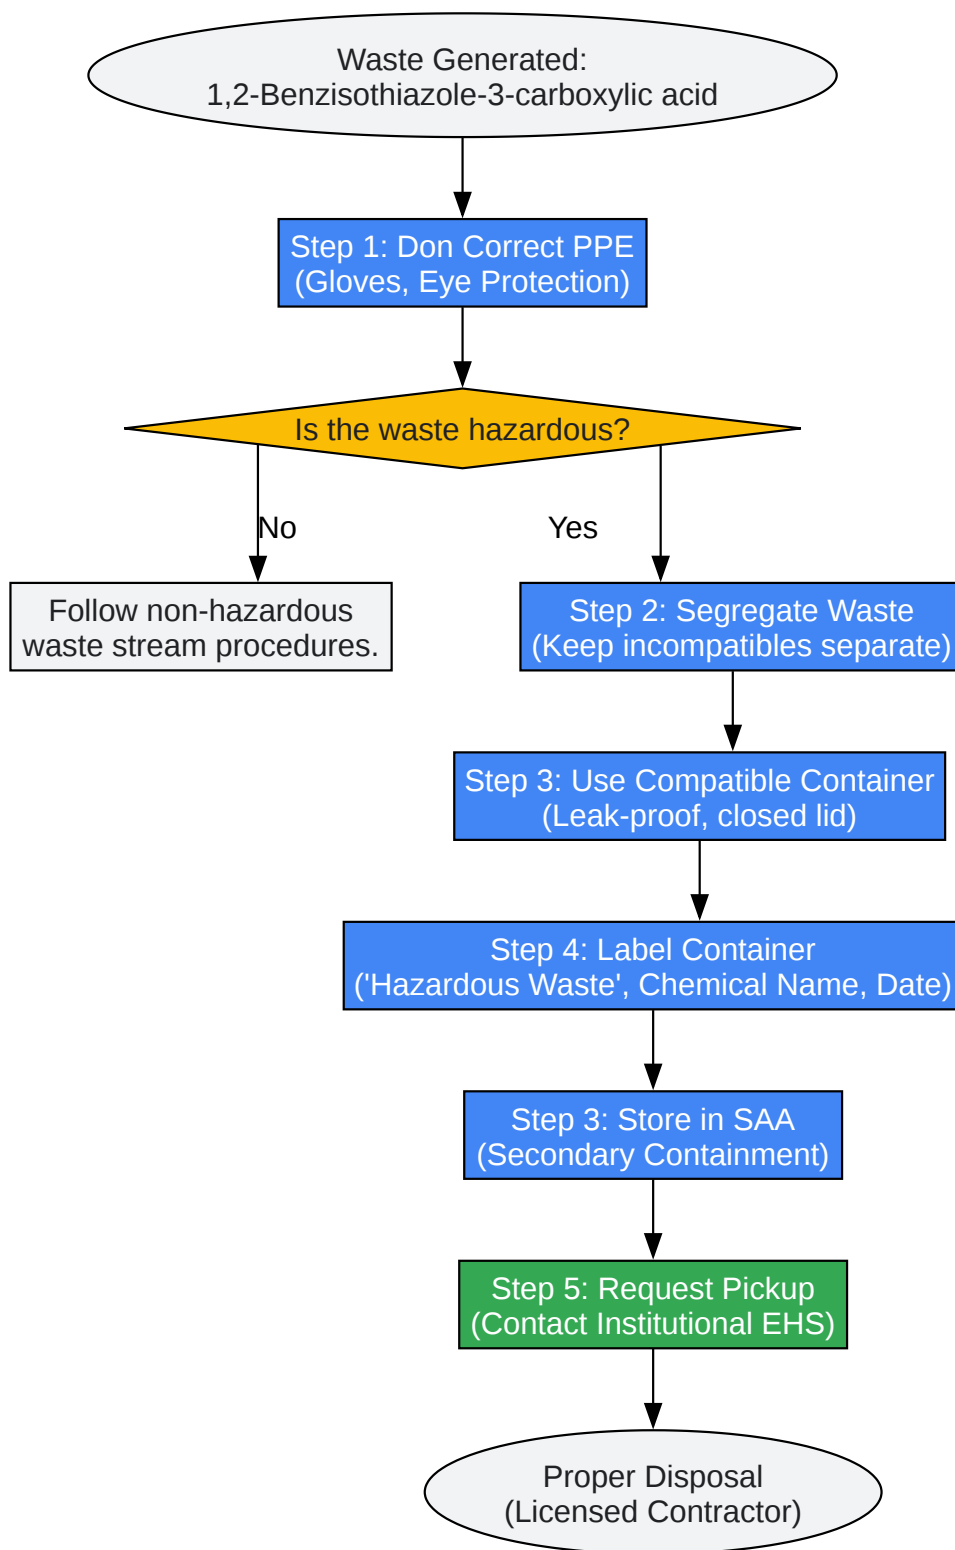 Waste Generated:
1,2-Benzisothiazole-3-carboxylic acid
Step 1: Don Correct PPE
(Gloves, Eye Protection)
Is the waste hazardous?
No
Yes
Follow non-hazardous
waste stream procedures.
Step 2: Segregate Waste
(Keep incompatibles separate)
Step 3: Use Compatible Container
(Leak-proof, closed lid)
Step 4: Label Container
('Hazardous Waste', Chemical Name, Date)
Step 3: Store in SAA
(Secondary Containment)
Step 5: Request Pickup
(Contact Institutional EHS)
Proper Disposal
(Licensed Contractor)